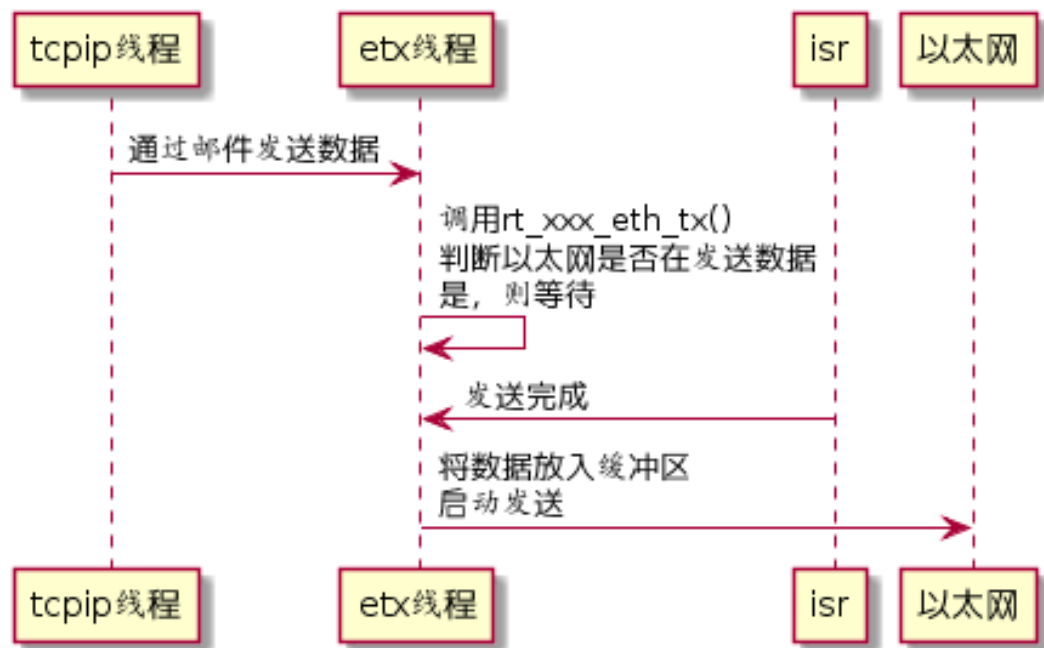 tcpip线程
etx线程
isr
以太网
通过邮件发送数据
调用rt_xxx_eth_tx()
判断以太网是否在发送数据
是，则等待
发送完成
将数据放入缓冲区
启动发送
tcpip线程
etx线程
isr
以太网